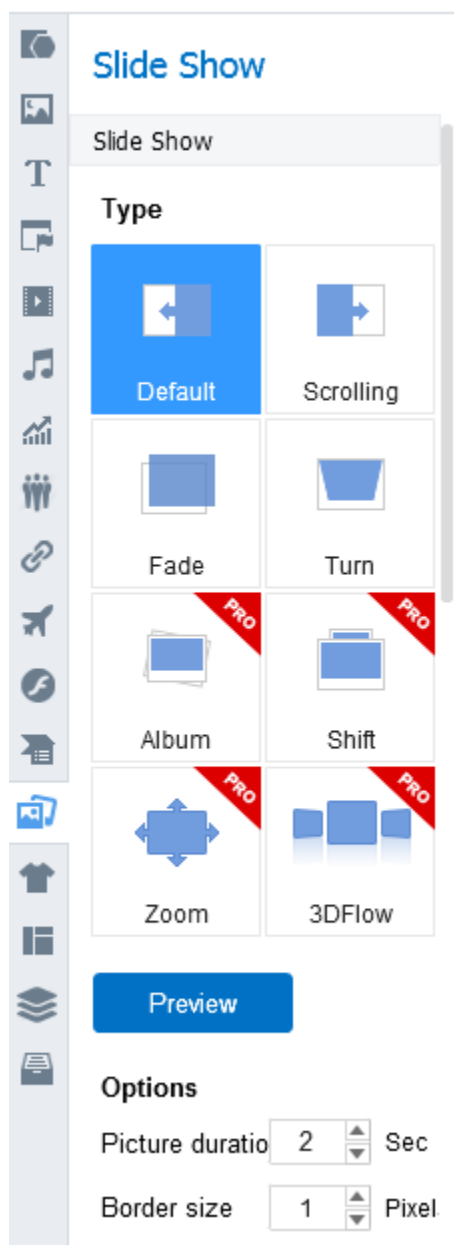 Slide Show
Slide Show
T
Type
Default Scrolling
Fade Turn
PRO PRO
Album Shift
PRO PRO
Zoom 3DFlow
Preview
Options
Picture duratio 2 Sec
Border size 1 Pixel